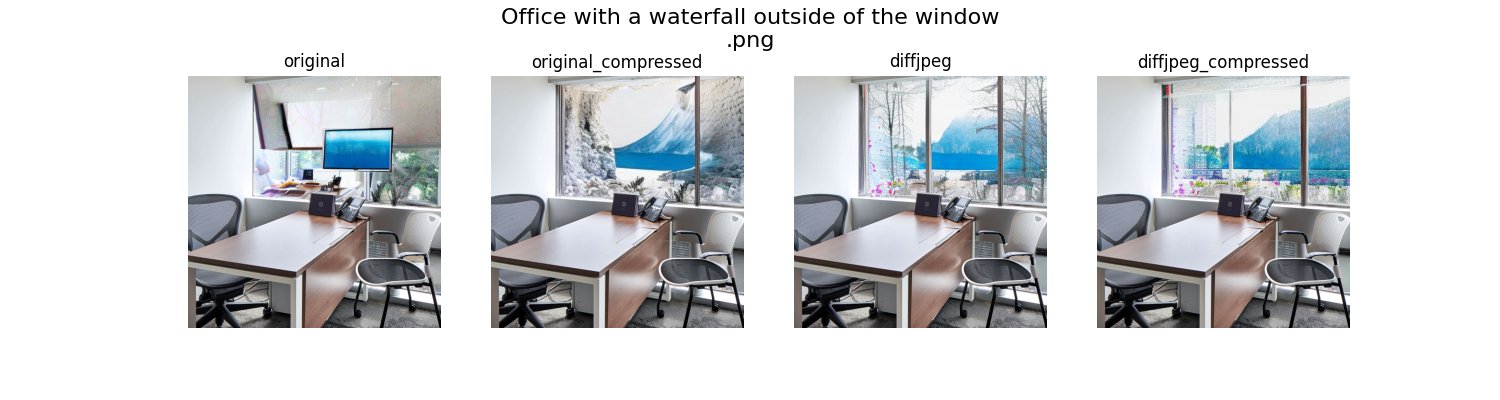 Office with a waterfall outside of the window
.png
original
original_compressed
diffjpeg
diffjpeg_compressed